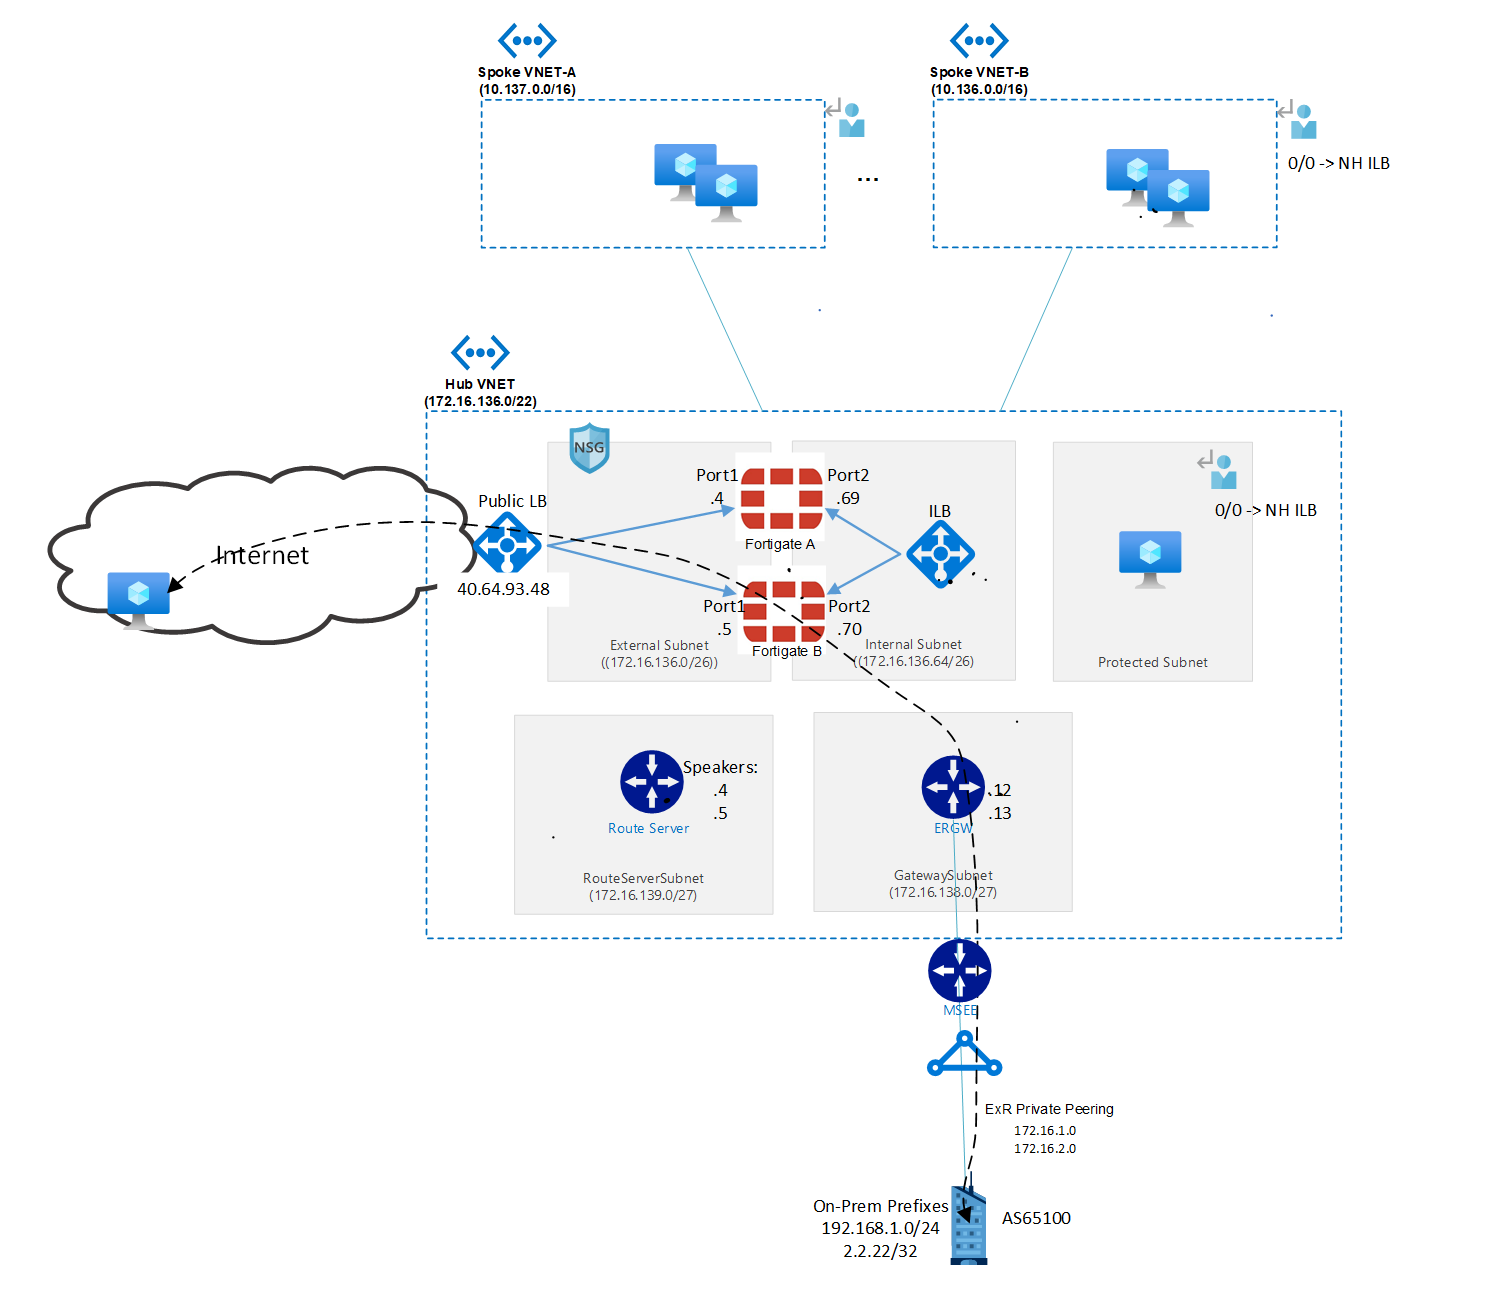 Spoke VNET-A
(10.137.0.0/16)
Spoke VNET-B
(10.136.0.0/16)
...
0/0 -> NH ILB
Hub VNET
(172.16.136.0/22)
NSG
Port1
.4
Port2
.69
Fortigate A
Public LB
40.64.93.48
Internet
ILB
0/0 -> NH ILB
Port1
.5
Port2
.70
Fortigate B
External Subnet
((172.16.136.0/26))
Internal Subnet
((172.16.136.64/26)
Protected Subnet
Speakers:
.4
.5
Route Server
RouteServerSubnet
(172.16.139.0/27)
.12
.13
ERGW
GatewaySubnet
(172.16.138.0/27)
MSEE
ExR Private Peering
172.16.1.0
172.16.2.0
On-Prem Prefixes
192.168.1.0/24
2.2.22/32
AS65100